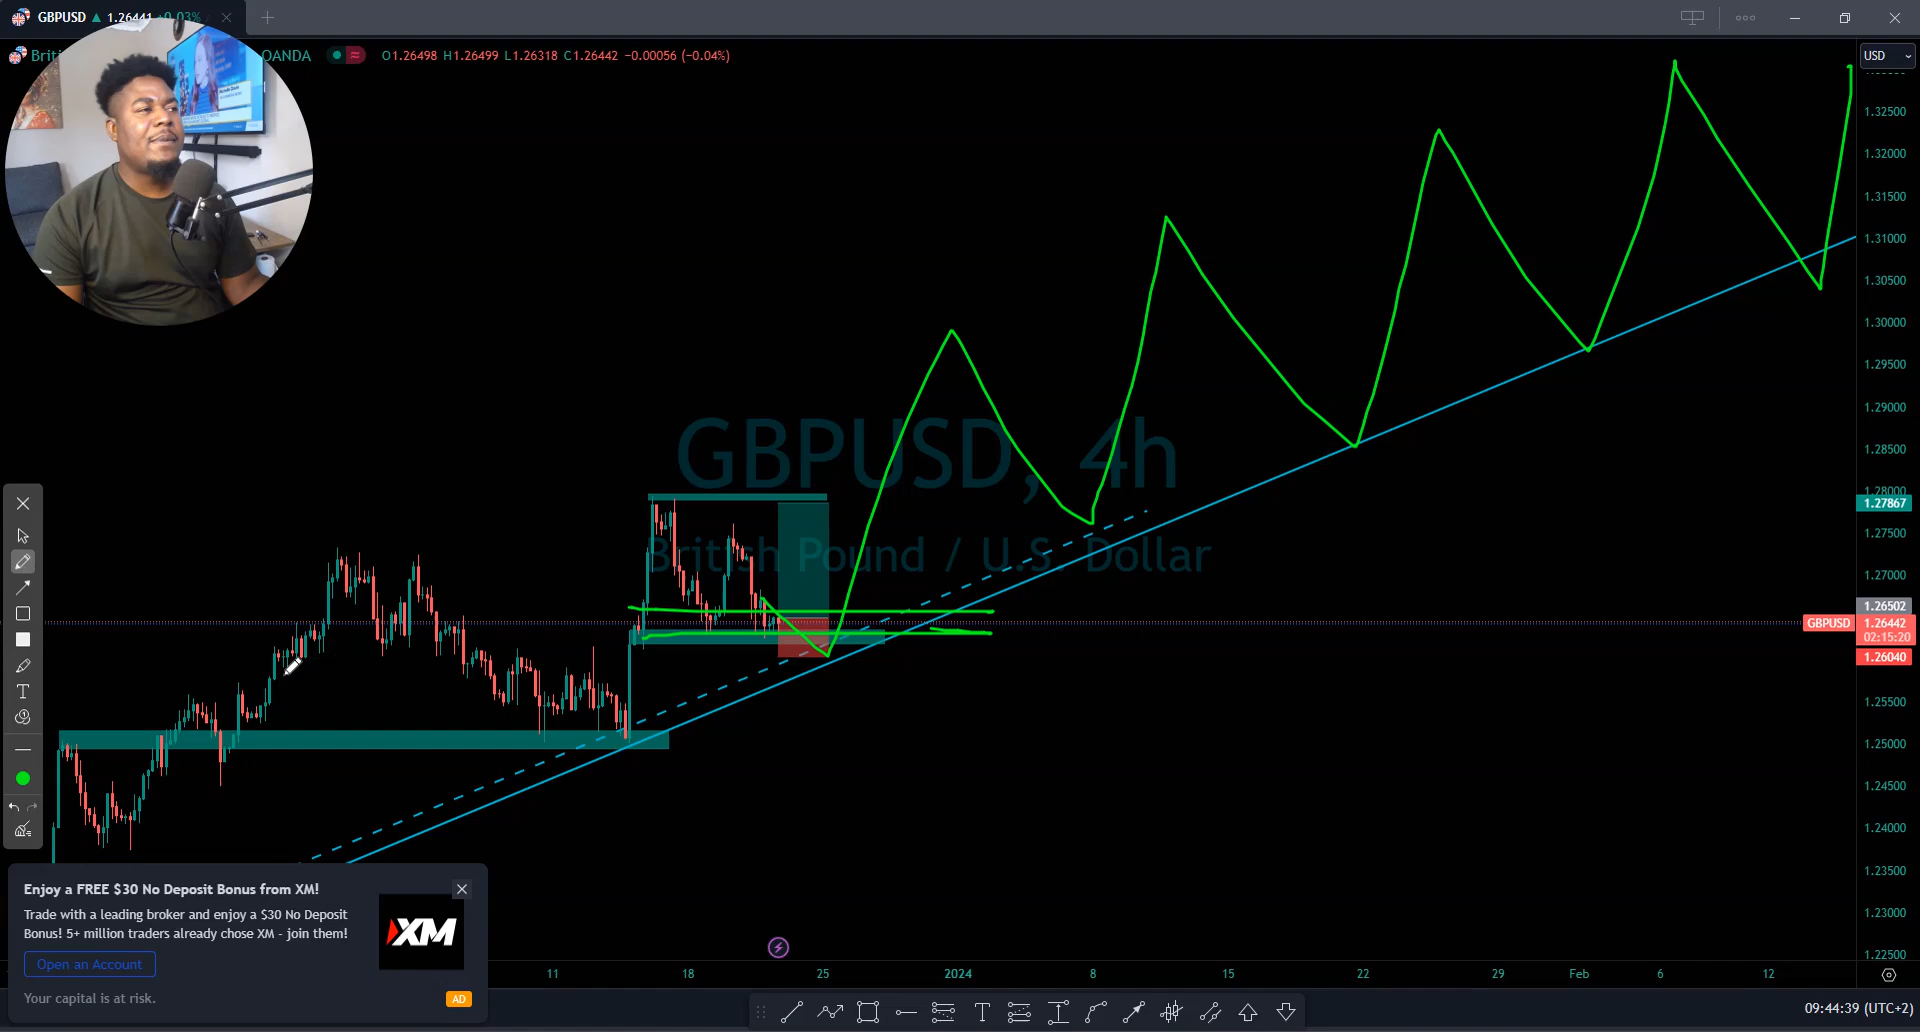 GBPUSD ▲ 1.26441 +0.03% /
Brit
OANDA
O1.26498 H1.26499 L1.26318 C1.26442 −0.00056 (−0.04%)
USD
1.32500
1.32000
1.31500
1.31000
1.30500
1.30000
1.29500
1.29000
1.28500
1.28000
1.27867
1.27500
1.27000
1.26502
GBPUSD 1.26442
02:15:20
1.26040
1.25500
1.25000
1.24500
1.24000
1.23500
1.23000
1.22500
GBPUSD, 4h
British Pound / U.S. Dollar
Enjoy a FREE $30 No Deposit Bonus from XM!
Trade with a leading broker and enjoy a $30 No Deposit
Bonus! 5+ million traders already chose XM - join them!
XM
Open an Account
Your capital is at risk.
AD
11 18 25 2024 8 15 22 29 Feb 6 12
09:44:39 (UTC+2)